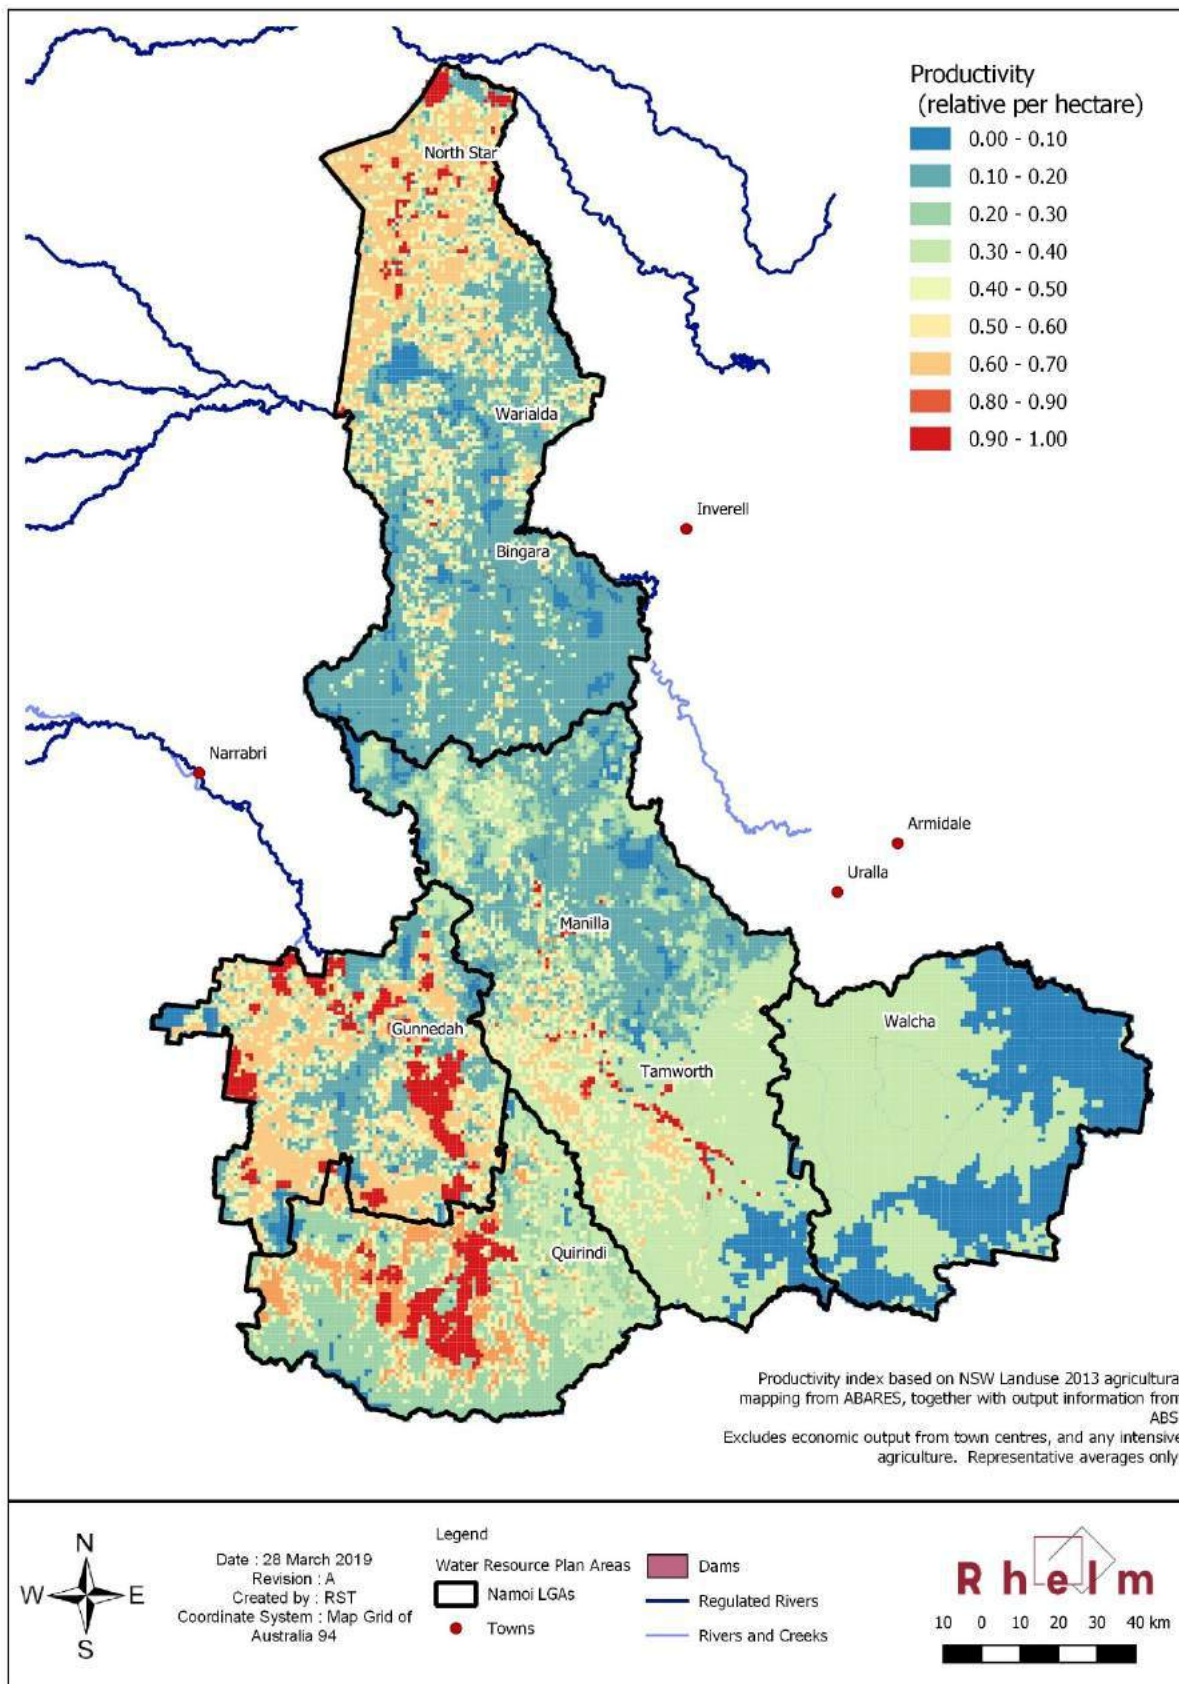 Productivity
(relative per hectare)
0.00 - 0.10
0.10 - 0.20
0.20 - 0.30
0.30 - 0.40
0.40 - 0.50
0.50 - 0.60
0.60 - 0.70
0.80 - 0.90
0.90 - 1.00
North Star
Warialda
Inverell
Bingara
Narrabri
Armidale
Uralla
Manilla
Walcha
Gunnedah
Tamworth
Quirindi
Productivity index based on NSW Landuse 2013 agricultura
mapping from ABARES, together with output information from
ABS
Excludes economic output from town centres, and any intensive
agriculture. Representative averages only
N
W
E
S
Date : 28 March 2019
Revision : A
Created by : RST
Coordinate System : Map Grid of
Australia 94
Legend
Water Resource Plan Areas
Namoi LGAs
Towns
Dams
Regulated Rivers
Rivers and Creeks
Rhelm
10 0 10 20 30 40 km